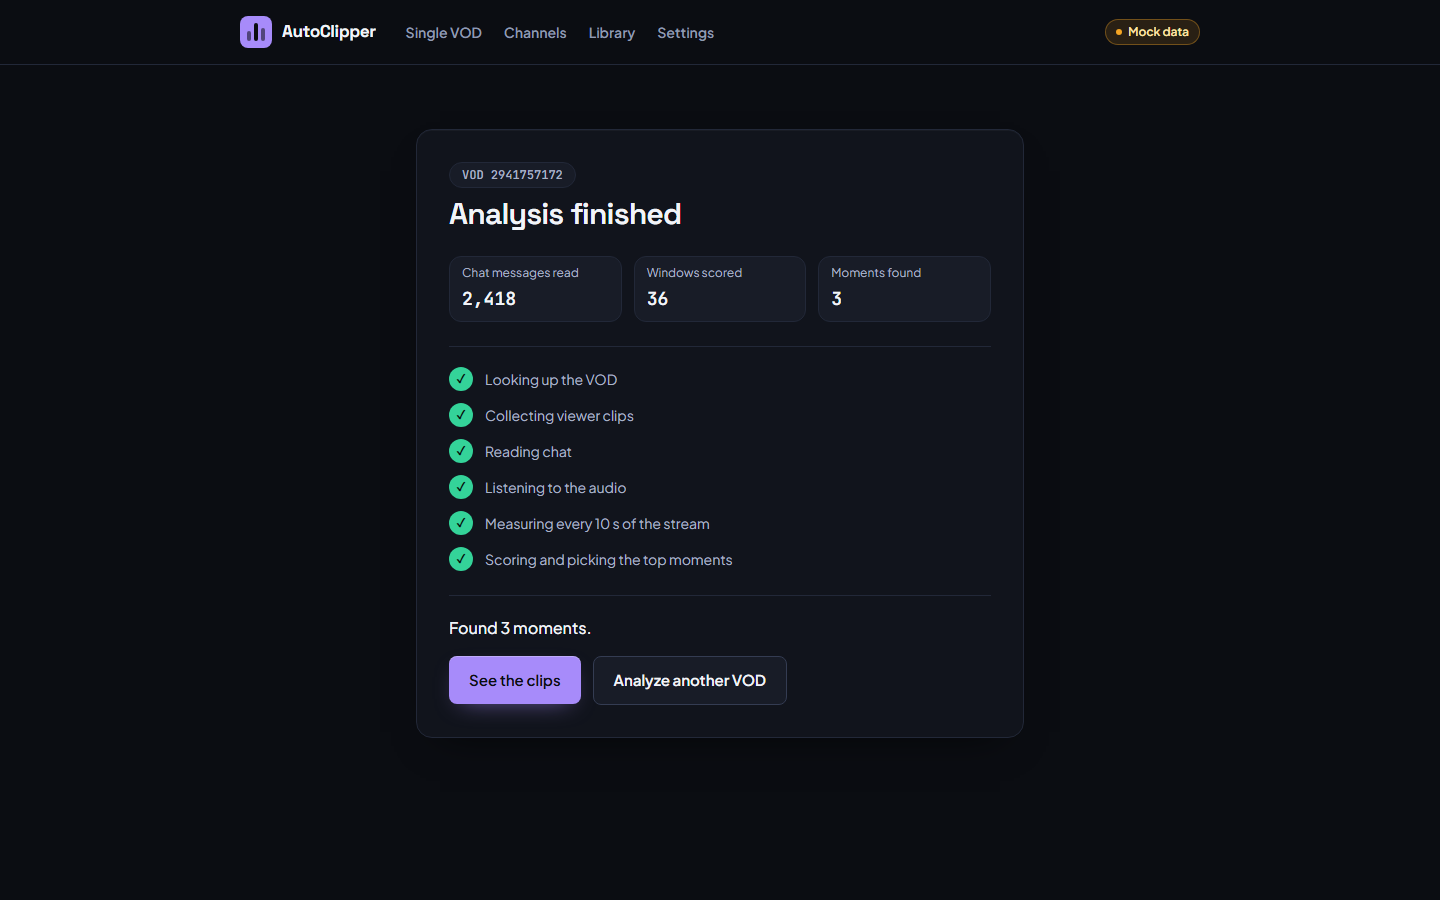 AutoClipper
Single VOD
Channels
Library
Settings
Mock data
VOD 2941757172
Analysis finished
Chat messages read
2,418
Windows scored
36
Moments found
3
Looking up the VOD
Collecting viewer clips
Reading chat
Listening to the audio
Measuring every 10 s of the stream
Scoring and picking the top moments
Found 3 moments.
See the clips
Analyze another VOD